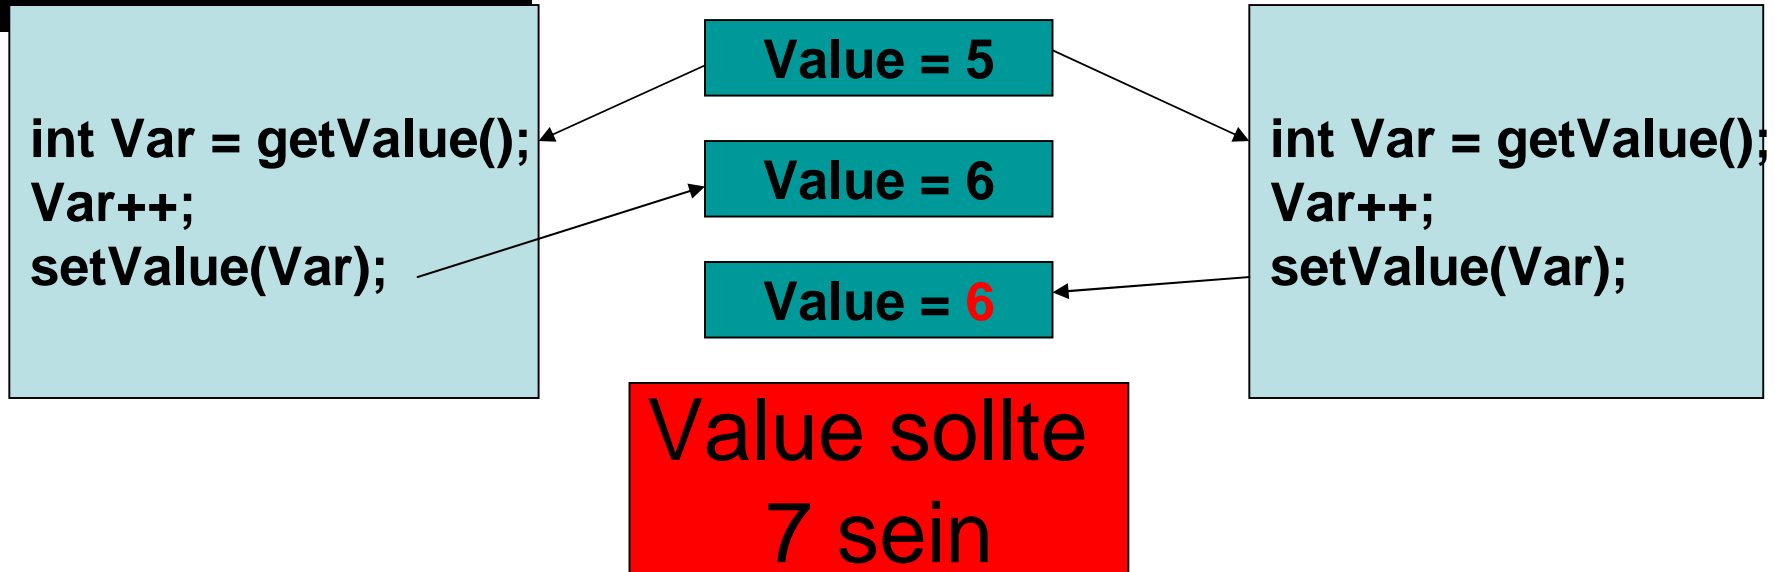 int Var = getValue();
Var++;
setValue(Var);
Value = 5
Value = 6
Value = 6
int Var = getValue();
Var++;
setValue(Var);
Value sollte
7 sein